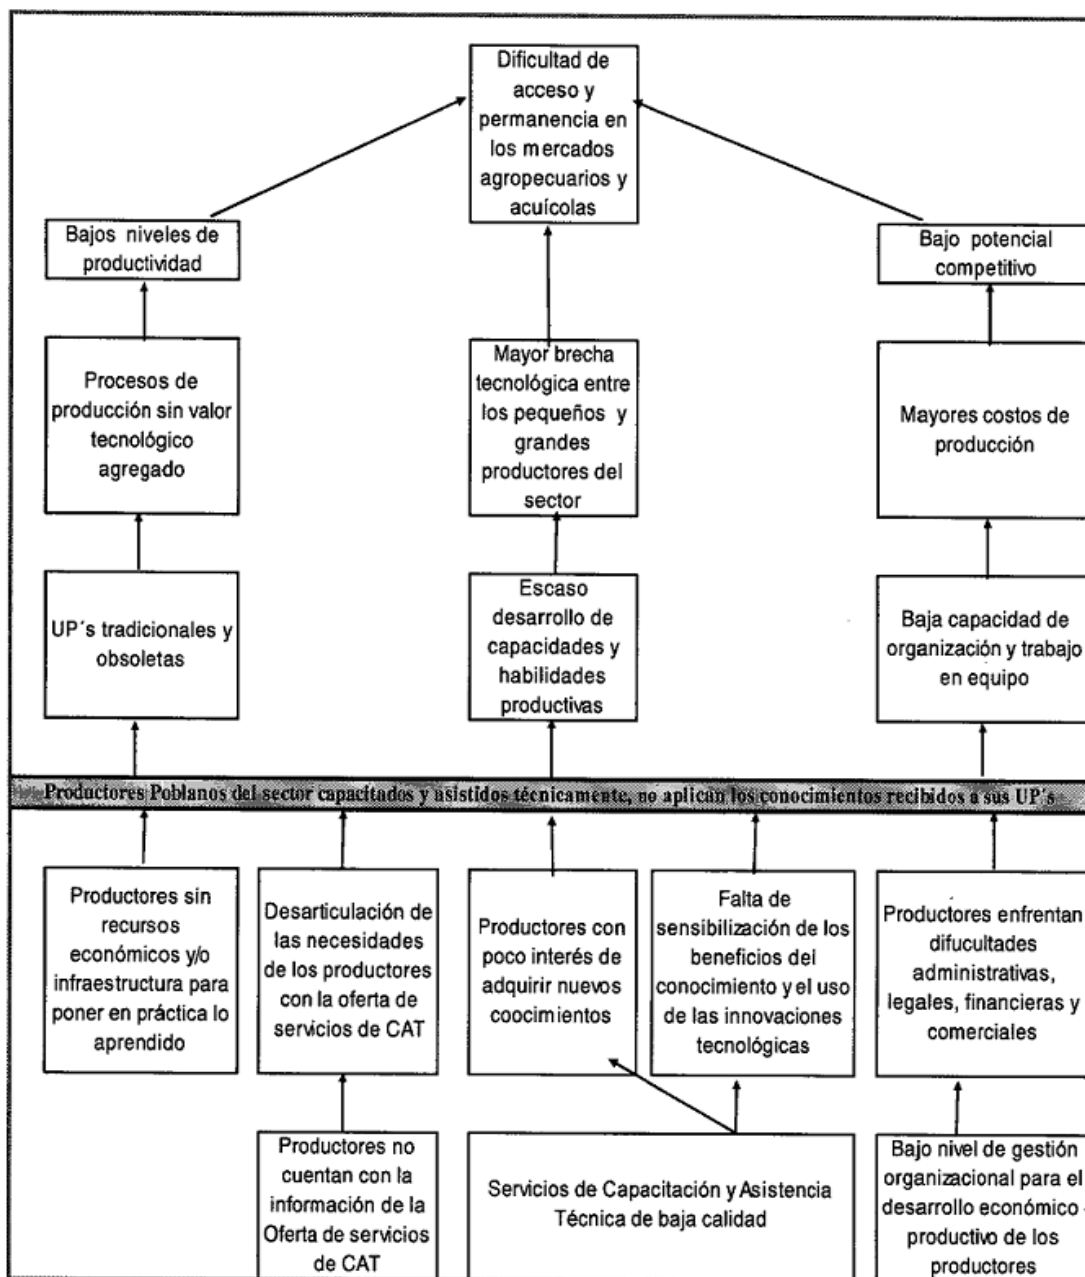 Dificultad de
acceso y
permanencia en
los mercados
agropecuarios y
acuícolas
Bajos niveles de
productividad
Bajo potencial
competitivo
Procesos de
producción sin valor
tecnológico
agregado
Mayor brecha
tecnológica entre
los pequeños y
grandes
productores del
sector
Mayores costos de
producción
UP´s tradicionales y
obsoletas
Escaso
desarrollo de
capacidades y
habilidades
productivas
Baja capacidad de
organización y trabajo
en equipo
Productores Poblanos del sector capacitados y asistidos técnicamente, no aplican los conocimientos recibidos a sus UP´s
Productores sin
recursos
económicos y/o
infraestructura para
poner en práctica lo
aprendido
Desarticulación de
las necesidades
de los productores
con la oferta de
servicios de CAT
Productores con
poco interés de
adquirir nuevos
coocimientos
Falta de
sensibilización de los
beneficios del
conocimiento y el uso
de las innovaciones
tecnológicas
Productores enfrentan
difucultades
administrativas,
legales, financieras y
comerciales
Productores no
cuentan con la
información de la
Oferta de servicios
de CAT
Servicios de Capacitación y Asistencia
Técnica de baja calidad
Bajo nivel de gestión
organizacional para el
desarrollo económico -
productivo de los
productores